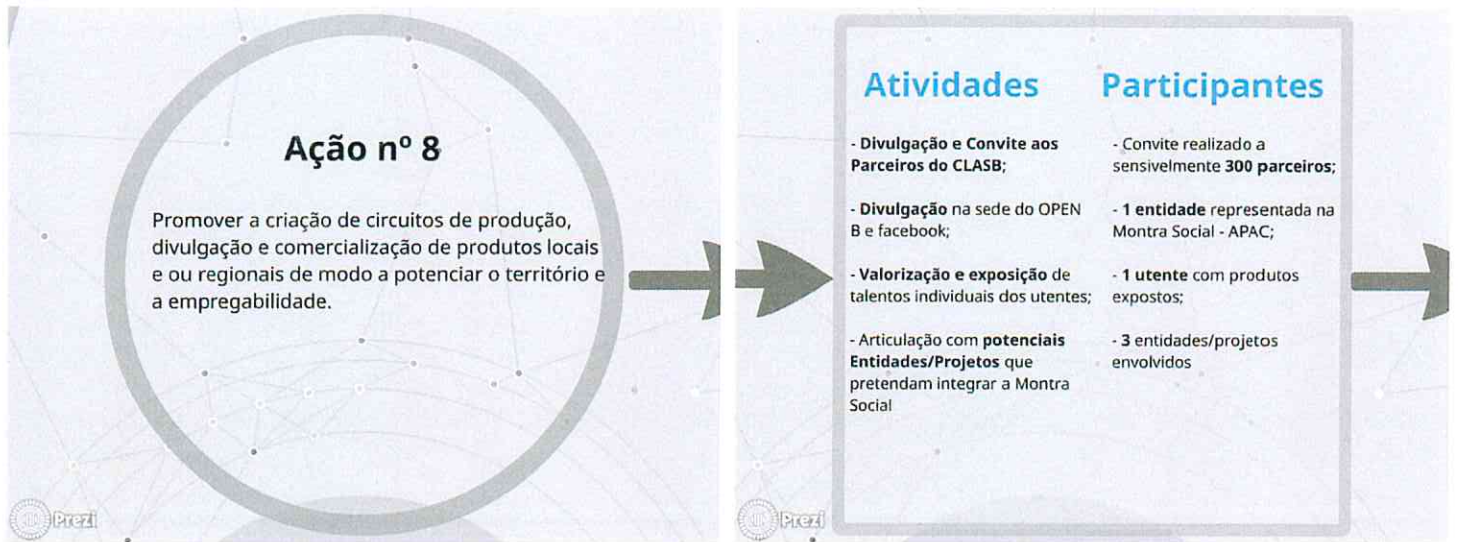 Ação nº 8
Promover a criação de circuitos de produção,
divulgação e comercialização de produtos locais
e ou regionais de modo a potenciar o território e
a empregabilidade.
Prezi
Atividades
- Divulgação e Convite aos
Parceiros do CLASB;
- Divulgação na sede do OPEN
B e facebook;
- Valorização e exposição de
talentos individuais dos utentes;
- Articulação com potenciais
Entidades/Projetos que
pretendam integrar a Montra
Social
Participantes
- Convite realizado a
sensivelmente 300 parceiros;
- 1 entidade representada na
Montra Social - APAC;
- 1 utente com produtos
expostos;
- 3 entidades/projetos
envolvidos
Prezi